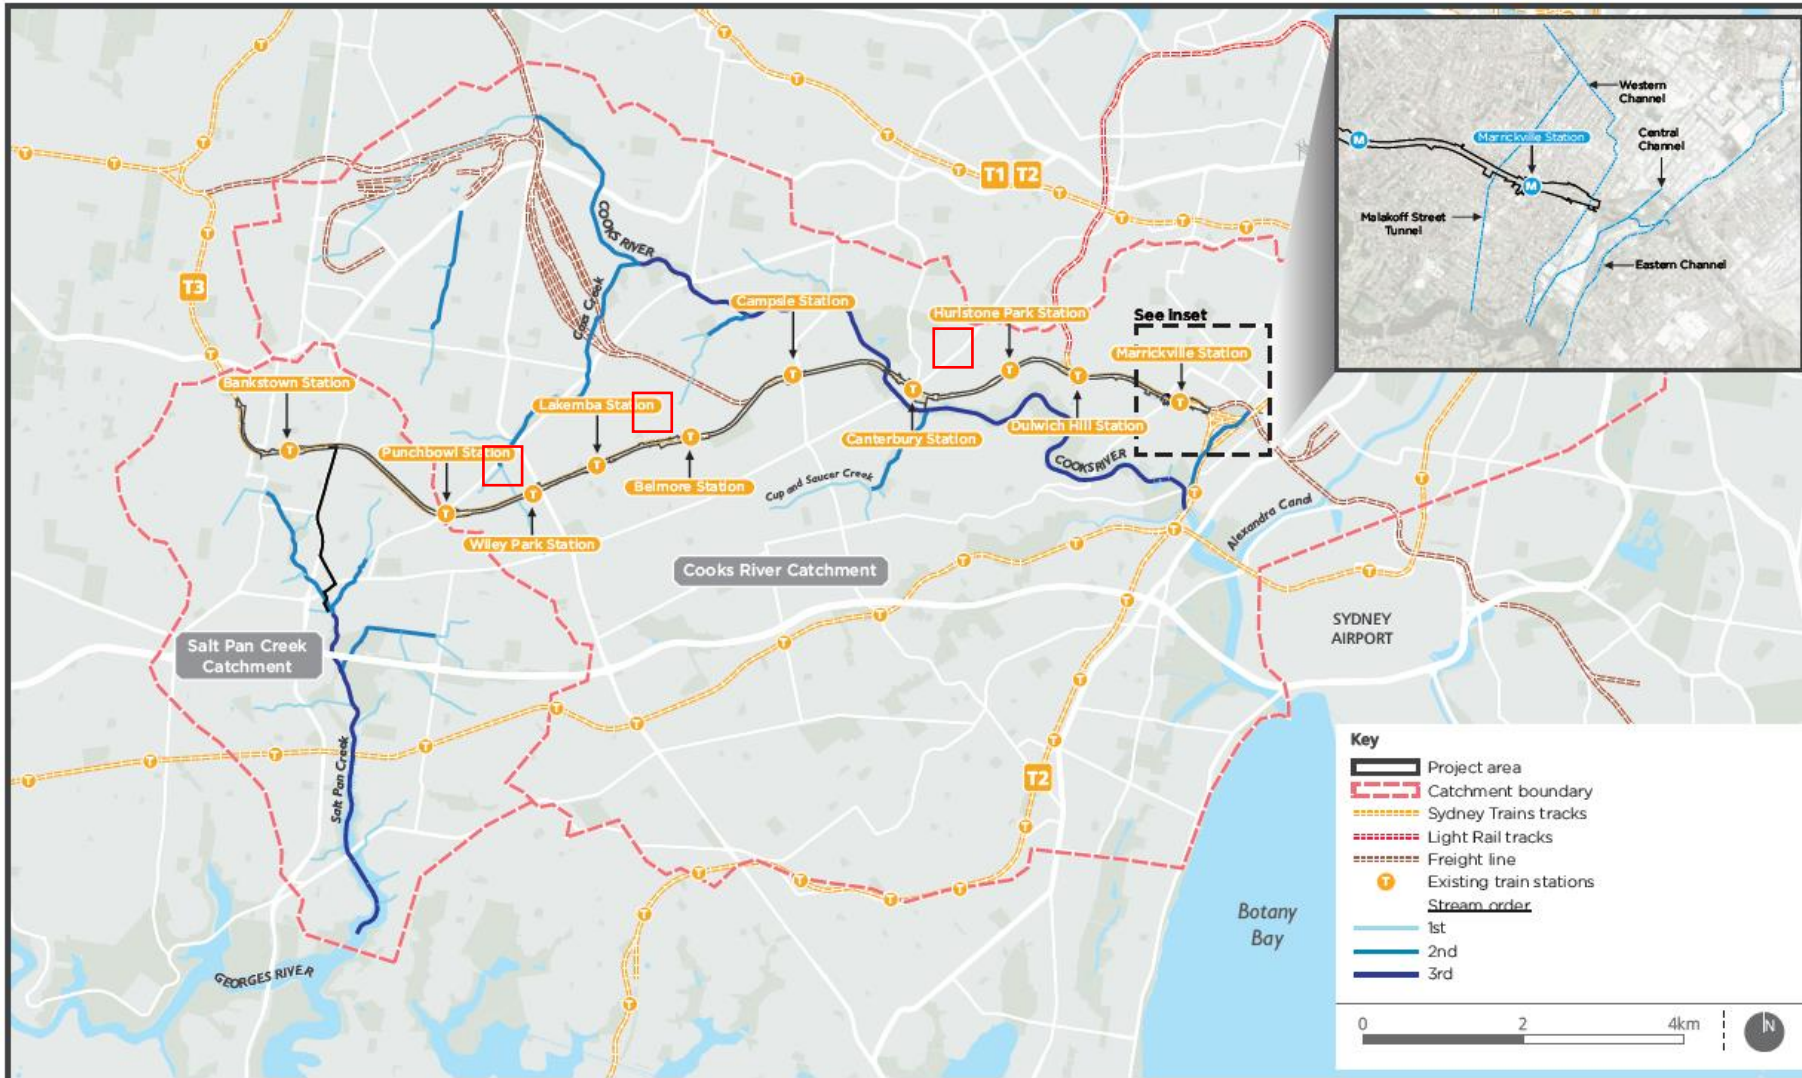 T1 T2
T3
T2
COOKS RIVER
Coxs Creek
Campsie Station
Hurlstone Park Station
See Inset
Marrickville Station
Bankstown Station
Lakemba Station
Punchbowl Station
Canterbury Station
Dulwich Hill Station
COOKS RIVER
Belmore Station
Cup and Saucer Creek
Wiley Park Station
Alexandra Canal
Cooks River Catchment
SYDNEY
AIRPORT
Salt Pan Creek
Catchment
Salt Pan Creek
GEORGES RIVER
Botany
Bay
Western
Channel
Marrickville Station
Central
Channel
M
M
Malakoff Street
Tunnel
Eastern Channel
Key
Project area
Catchment boundary
Sydney Trains tracks
Light Rail tracks
Freight line
T Existing train stations
Stream order
1st
2nd
3rd
0 2 4km
N